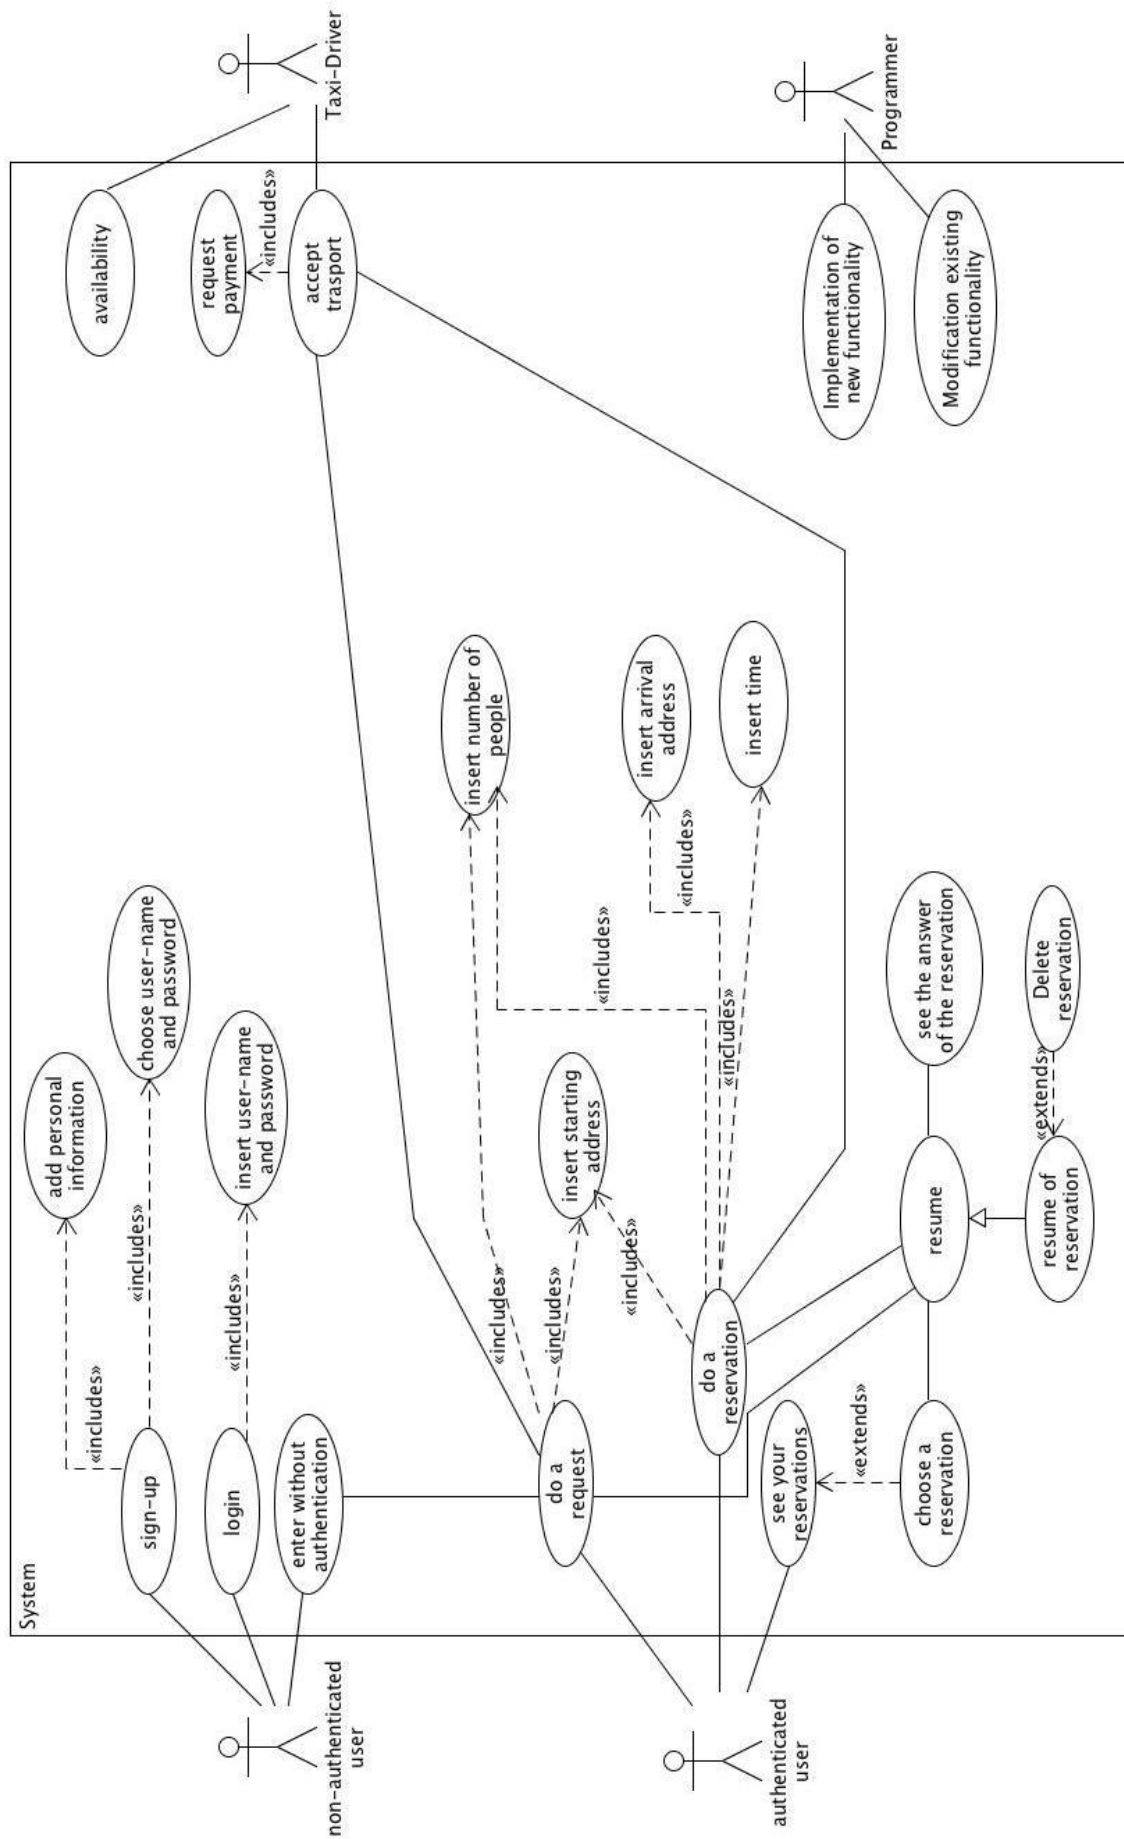 System
non-authenticated
user
authenticated
user
Taxi-Driver
Programmer
sign-up
login
enter without
authentication
«includes»
add personal
information
«includes»
choose user-name
and password
«includes»
insert user-name
and password
availability
request
payment
«includes»
accept
trasport
do a
request
«includes»
«includes»
insert starting
address
«includes»
insert number of
people
«includes»
do a
reservation
«includes»
insert arrival
address
«includes»
insert time
see your
reservations
«extends»
choose a
reservation
resume
see the answer
of the reservation
resume of
reservation
«extends»
Delete
reservation
Implementation of
new functionality
Modification existing
functionality